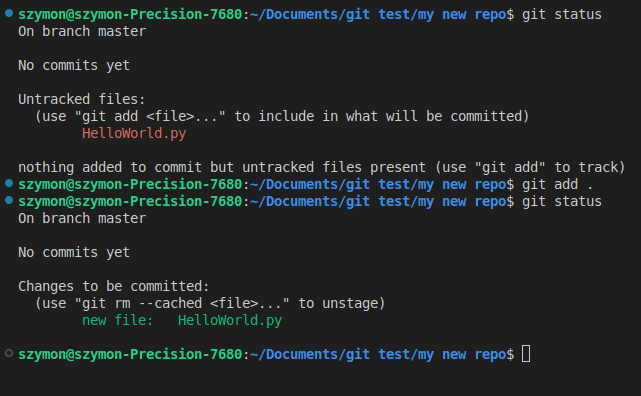 szymon@szymon-Precision-7680:~/Documents/git test/my new repo$ git status
On branch master
No commits yet
Untracked files:
(use "git add <file>..." to include in what will be committed)
HelloWorld.py
nothing added to commit but untracked files present (use "git add" to track)
szymon@szymon-Precision-7680:~/Documents/git test/my new repo$ git add .
szymon@szymon-Precision-7680:~/Documents/git test/my new repo$ git status
On branch master
No commits yet
Changes to be committed:
(use "git rm --cached <file>..." to unstage)
new file:   HelloWorld.py
szymon@szymon-Precision-7680:~/Documents/git test/my new repo$